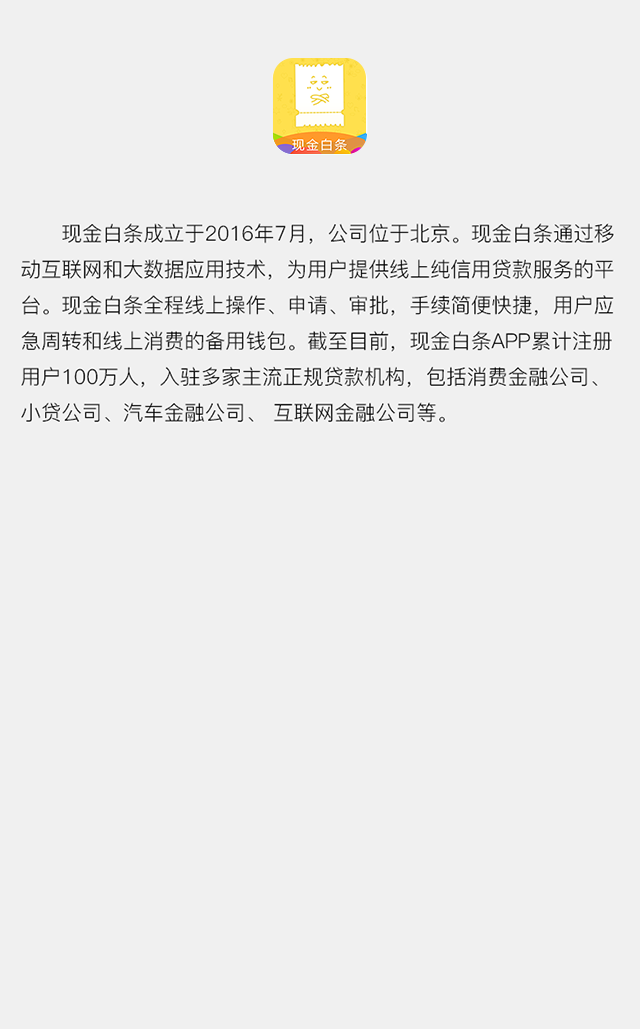 现金白条
现金白条成立于2016年7月，公司位于北京。现金白条通过移
动互联网和大数据应用技术，为用户提供线上纯信用贷款服务的平
台。现金白条全程线上操作、申请、审批，手续简便快捷，用户应
急周转和线上消费的备用钱包。截至目前，现金白条APP累计注册
用户100万人，入驻多家主流正规贷款机构，包括消费金融公司、
小贷公司、汽车金融公司、 互联网金融公司等。